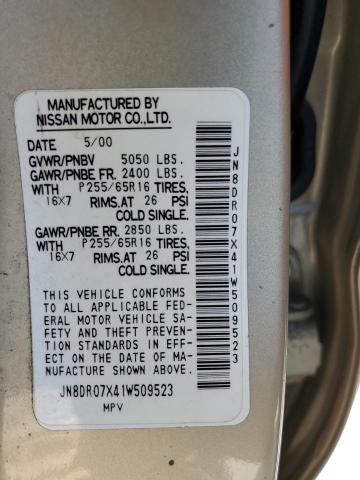 MANUFACTURED BY
NISSAN MOTOR CO.,LTD.
DATE 5/00
GVWR/PNBV 5050 LBS.
GAWR/PNBE FR. 2400 LBS.
WITH P255/65R16 TIRES,
16X7 RIMS.AT 26 PSI
COLD SINGLE.
GAWR/PNBE RR. 2850 LBS.
WITH P255/65R16 TIRES,
16X7 RIMS.AT 26 PSI
COLD SINGLE.
THIS VEHICLE CONFORMS
TO ALL APPLICABLE FED-
ERAL MOTOR VEHICLE SA-
FETY AND THEFT PREVEN-
TION STANDARDS IN EFF-
ECT ON THE DATE OF MA-
NUFACTURE SHOWN ABOVE.
JN8DR07X41W509523
MPV
JN8DR07X41W509523